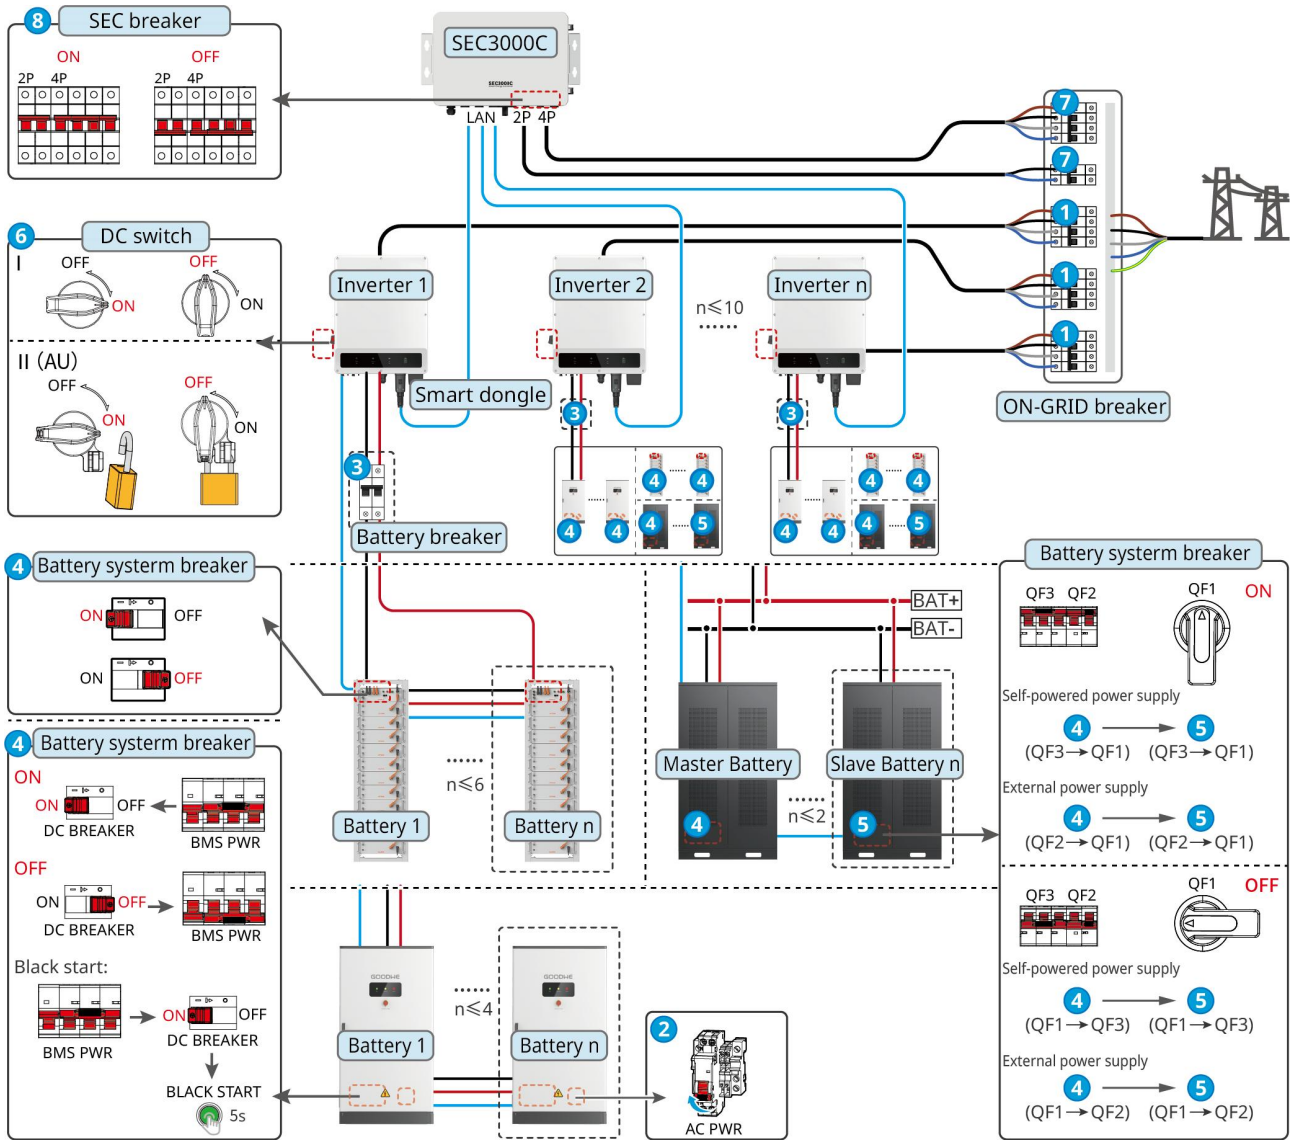 8 SEC breaker
ON OFF
2P 4P 2P 4P
SEC3000C
SEC3000C
LAN 2P 4P
7
7
1
1
1
ON-GRID breaker
6 DC switch
I
OFF OFF
ON ON
II (AU)
OFF OFF
ON ON
Inverter 1
Inverter 2
n≤10
......
Inverter n
Smart dongle
3
3
3
Battery breaker
...... 4 ...... 4
4 ...... 4 4 ...... 5
...... 4 ...... 4
4 ...... 4 4 ...... 5
4 Battery systerm breaker
ON OFF
ON OFF
4 Battery systerm breaker
ON
ON OFF
DC BREAKER
BMS PWR
OFF
ON OFF
DC BREAKER
BMS PWR
Black start:
BMS PWR
ON OFF
DC BREAKER
BLACK START
5s
......
n≤6
Battery 1
Battery n
BAT+
BAT-
Master Battery
Slave Battery n
......
n≤2
4
5
GOODWE
GOODWE
......
n≤4
Battery 1
Battery n
2
AC PWR
Battery systerm breaker
QF3 QF2 QF1 ON
Self-powered power supply
4 5
(QF3→QF1) (QF3→QF1)
External power supply
4 5
(QF2→QF1) (QF2→QF1)
QF3 QF2 QF1 OFF
Self-powered power supply
4 5
(QF1→QF3) (QF1→QF3)
External power supply
4 5
(QF1→QF2) (QF1→QF2)